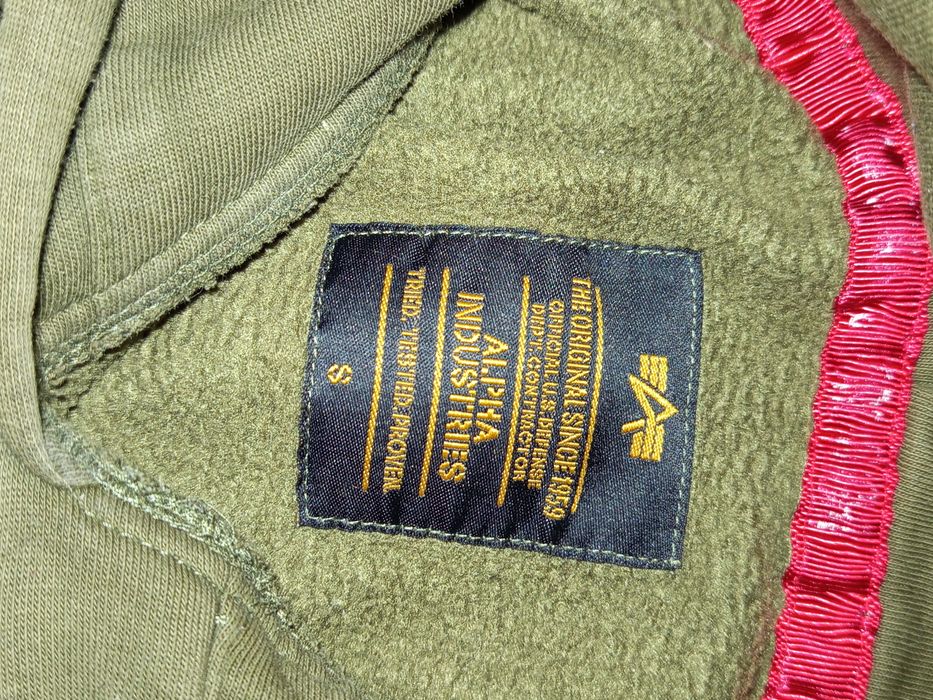 THE ORIGINAL SINCE 1959
OFFICIAL U.S. DEFENSE
DEPT. CONTRACTOR
ALPHA
INDUSTRIES
TRIED. TESTED. PROVEN.
S